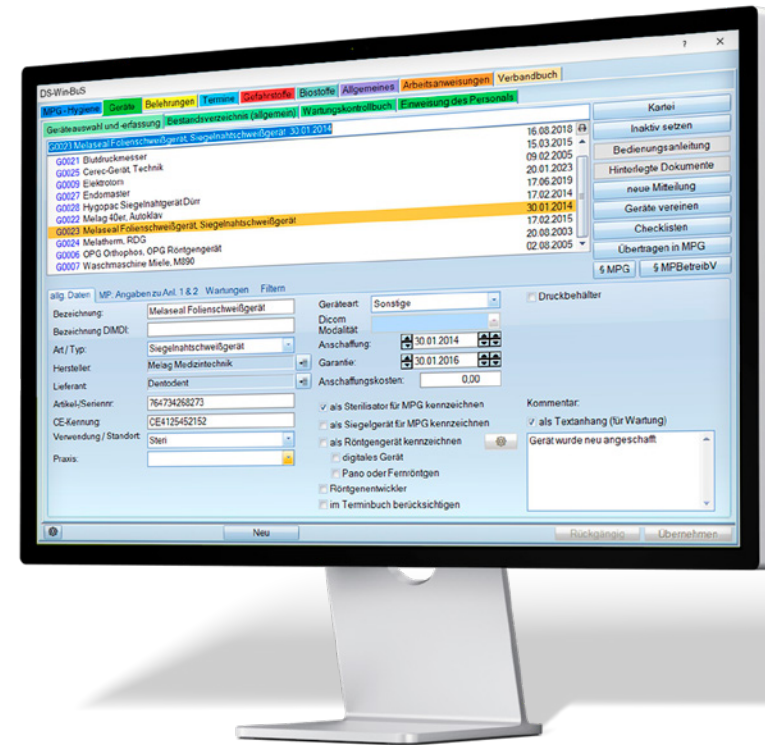 DS-Win-BuS ? ×
MPG - Hygiene Geräte Belehrungen Termine Gefahrstoffe Biostoffe Allgemeines Arbeitsanweisungen Verbandbuch
Geräteauswahl und -erfassung Bestandsverzeichnis (allgemein) Wartungskontrollbuch Einweisung des Personals
G0023 Melaseal Folienschweißgerät, Siegelnahtschweißgerät 30.01.2014
G0021 Blutdruckmesser 16.08.2018
G0025 Cerec-Gerät, Technik 15.03.2015
G0009 Elektrotom 09.02.2005
G0027 Endomaster 20.01.2023
G0028 Hygopac Siegelnahtgerät Dürr 17.06.2019
G0022 Melag 40er, Autoklav 17.02.2014
G0023 Melaseal Folienschweißgerät, Siegelnahtschweißgerät 30.01.2014
G0024 Melatherm, RDG 17.02.2015
G0006 OPG Orthophos, OPG Röntgengerät 20.08.2003
G0007 Waschmaschine Miele, M890 02.08.2005
Kartei
Inaktiv setzen
Bedienungsanleitung
Hinterlegte Dokumente
neue Mitteilung
Geräte vereinen
Checklisten
Übertragen in MPG
§ MPG § MPBetreibV
allg. Daten MP: Angaben zu Anl. 1 & 2 Wartungen Filtern
Bezeichnung: Melaseal Folienschweißgerät
Bezeichnung DIMDI:
Art / Typ: Siegelnahtschweißgerät
Hersteller: Melag Medizintechnik
Lieferant: Dentodent
Artikel-/Seriennr: 764734268273
CE-Kennung: CE4125452152
Verwendung / Standort: Steri
Praxis:
Geräteart: Sonstige
Dicom
Modalität
Anschaffung: 30.01.2014
Garantie: 30.01.2016
Anschaffungskosten: 0,00
als Sterilisator für MPG kennzeichnen
als Siegelgerät für MPG kennzeichnen
als Röntgengerät kennzeichnen
digitales Gerät
Pano oder Fernröntgen
Röntgenentwickler
im Terminbuch berücksichtigen
Druckbehälter
Kommentar:
als Textanhang (für Wartung)
Gerät wurde neu angeschafft
Neu Rückgängig Übernehmen